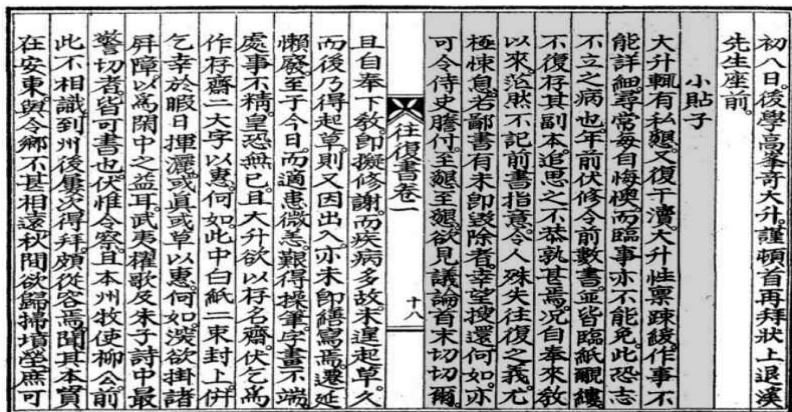 初八日。後學高峯奇大升。謹頓首再拜狀上退溪
先生座前。
小貼子
大升輒有私懇。又復干瀆。大升性禀踈緩。作事不
能詳細。尋常每自悔懊。而臨事亦不能免。此恐志
不立之病也。年前伏修令前數書。並皆臨紙覼縷
不復存其副本。追思之不恭孰甚焉。况自奉來敎
以來。茫然不記前書指意。令人殊失往復之義。尤
極悚息。若鄙書有未卽毁除者。幸望搜還何如。亦
可令侍史謄付。至懇至懇。欲見議論首末切切爾。
往復書卷一
十八
且自奉下敎。卽擬修謝。而疾病多故。未遑起草。久
而後乃得起草。則又因出入。亦未卽繕寫焉。遷延
懶廢。至于今日。而適患微恙。艱得操筆。字畫不端。
處事不精。皇恐無已。且大升欲以存名齋。伏乞爲
作存齋二大字以惠。何如。此中白紙二束封上。倂
乞幸於暇日揮灑。或眞或草以惠。何如。深欲掛諸
屛障以爲閑中之益耳。武夷櫂歌及朱子詩中最
警切者。皆可書也。伏惟令察。且本州牧使柳公。前
此不相識。到州後屢次得拜。頗從容焉。聞其本貫
在安東。與令鄕不甚相遠。秋間欲歸掃墳塋。庶可